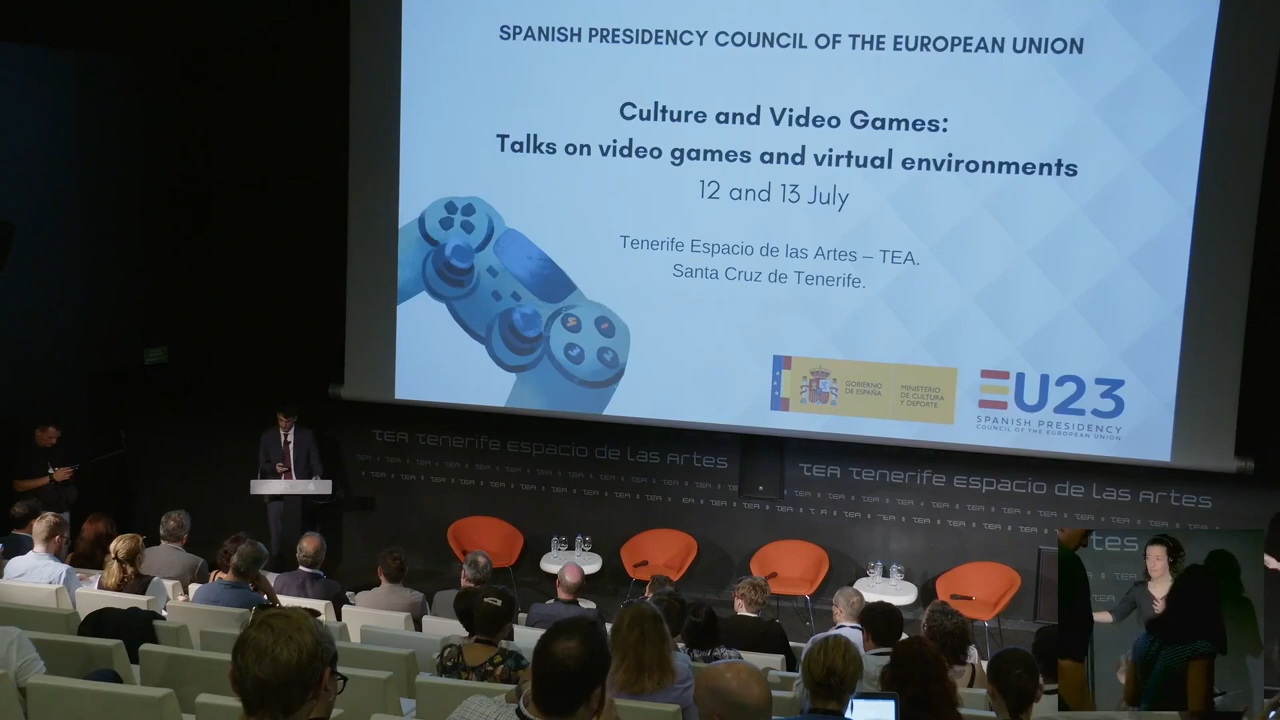 SPANISH PRESIDENCY COUNCIL OF THE EUROPEAN UNION
Culture and Video Games:
Talks on video games and virtual environments
12 and 13 July
Tenerife Espacio de las Artes – TEA.
Santa Cruz de Tenerife.
GOBIERNO
DE ESPAÑA
MINISTERIO
DE CULTURA
Y DEPORTE
EU23
SPANISH PRESIDENCY
COUNCIL OF THE EUROPEAN UNION
TEA Tenerife Espacio de las Artes
TEA Tenerife Espacio de las Artes
tes